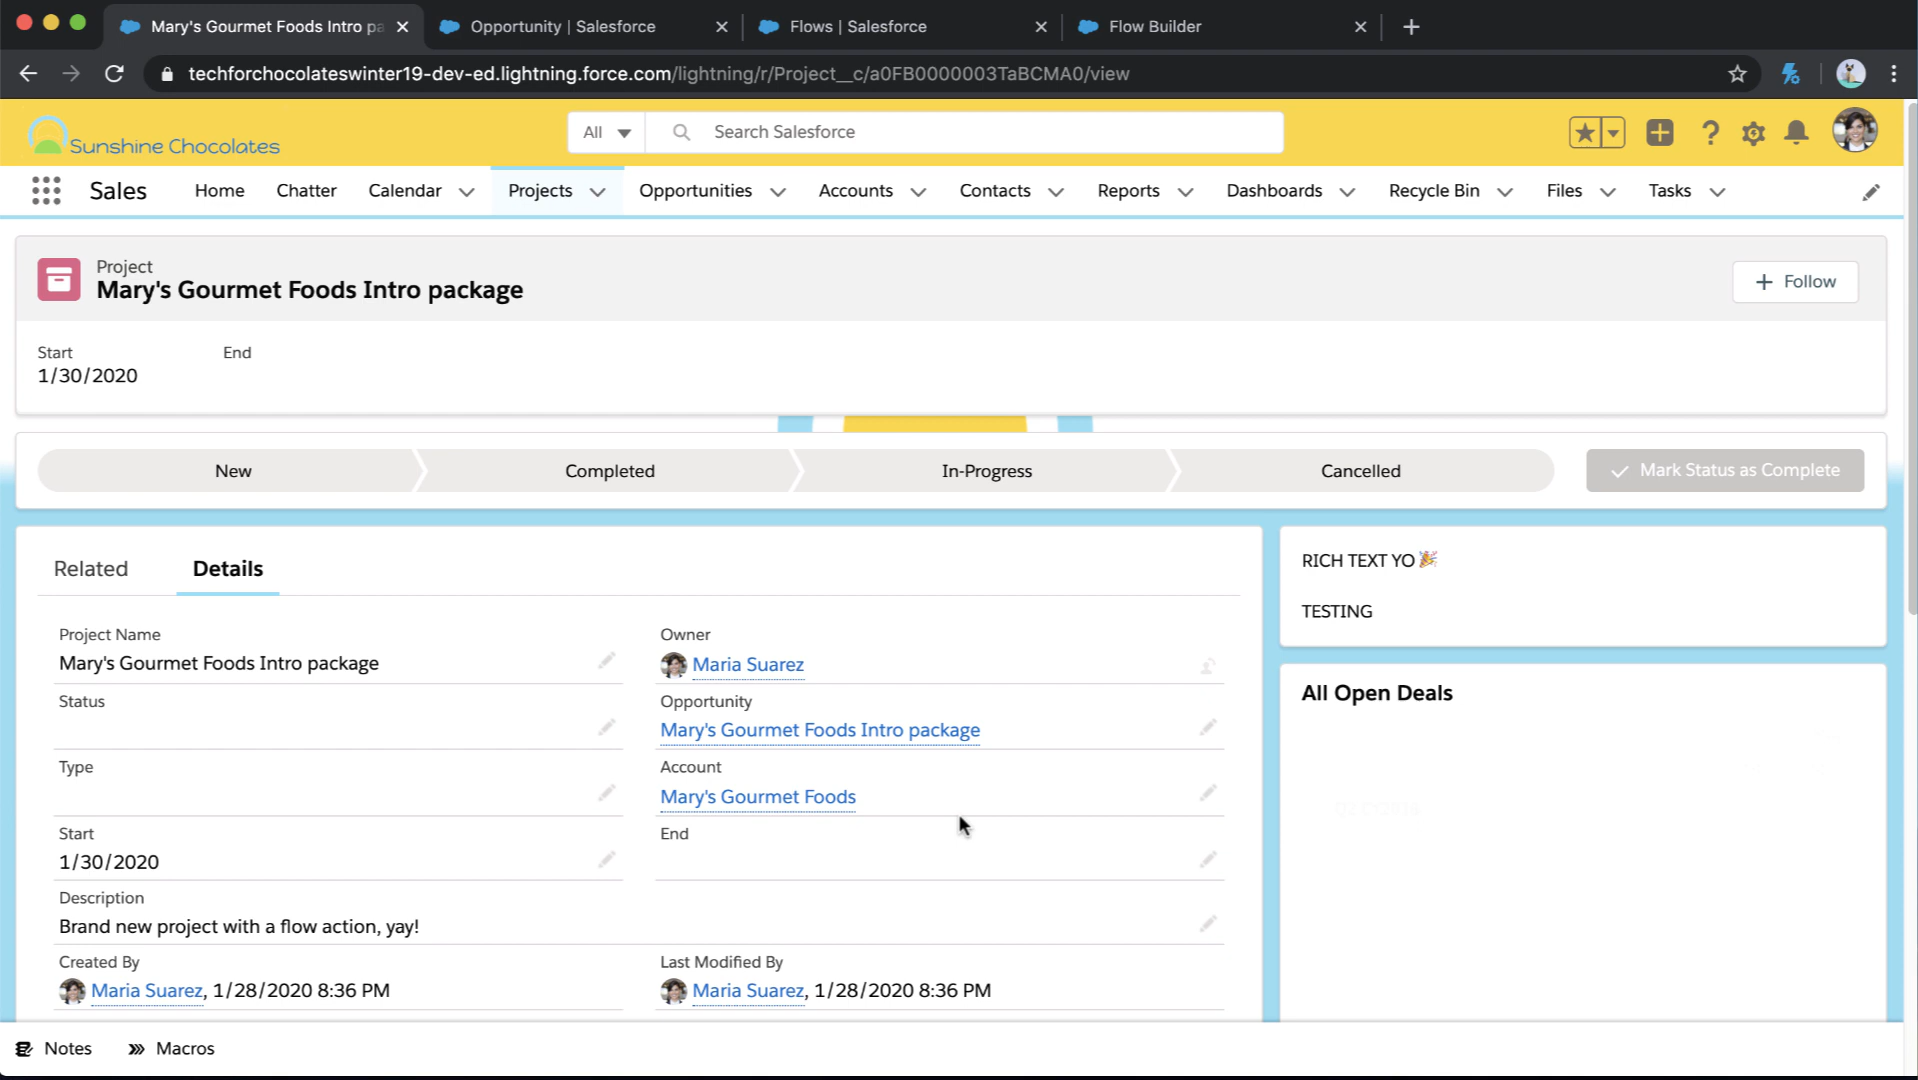 Mary's Gourmet Foods Intro pa
Opportunity | Salesforce
Flows | Salesforce
Flow Builder
techforchocolateswinter19-dev-ed.lightning.force.com/lightning/r/Project__c/a0FB0000003TaBCMA0/view
Sunshine Chocolates
All
Search Salesforce
Sales
Home
Chatter
Calendar
Projects
Opportunities
Accounts
Contacts
Reports
Dashboards
Recycle Bin
Files
Tasks
Project
Mary's Gourmet Foods Intro package
Follow
Start
1/30/2020
End
New
Completed
In-Progress
Cancelled
Mark Status as Complete
Related
Details
Project Name
Mary's Gourmet Foods Intro package
Owner
Maria Suarez
Status
Opportunity
Mary's Gourmet Foods Intro package
Type
Account
Mary's Gourmet Foods
Start
1/30/2020
End
Description
Brand new project with a flow action, yay!
Created By
Maria Suarez, 1/28/2020 8:36 PM
Last Modified By
Maria Suarez, 1/28/2020 8:36 PM
RICH TEXT YO 🎉
TESTING
All Open Deals
Notes
Macros